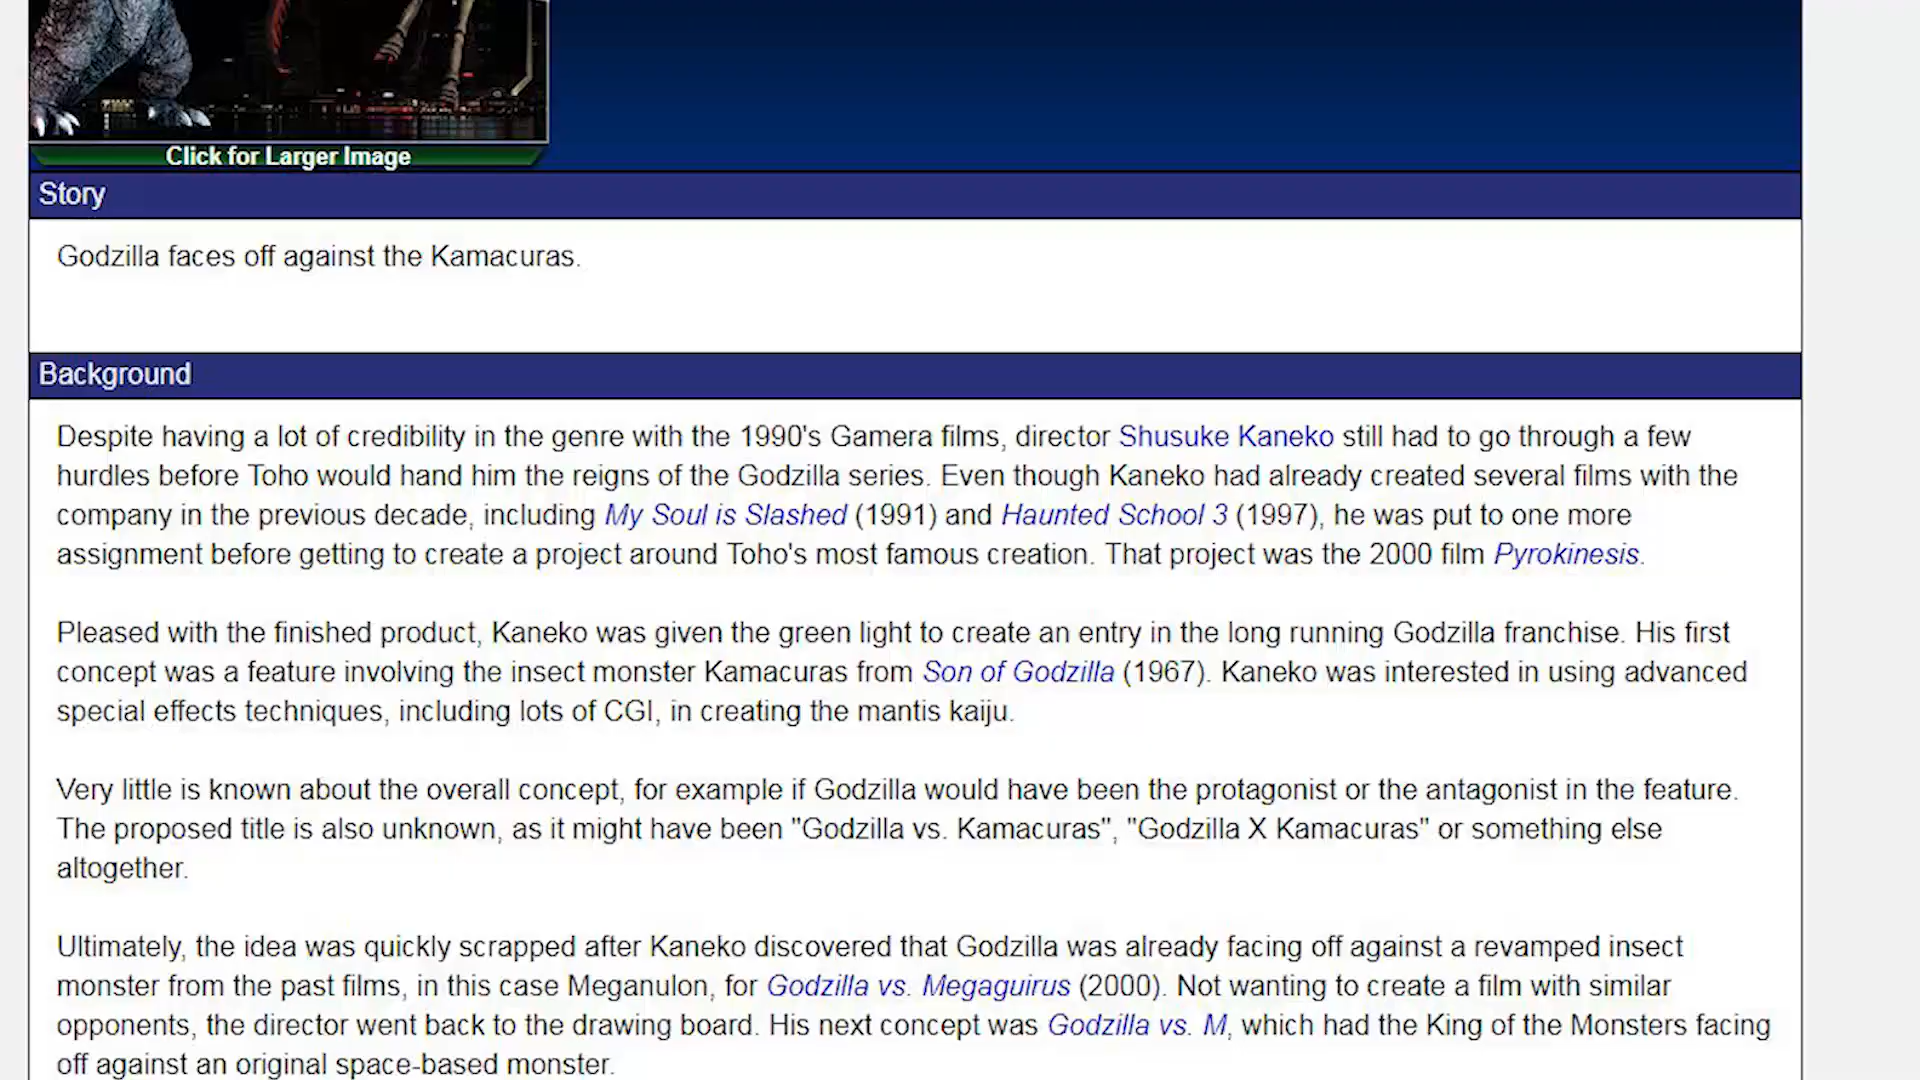 Click for Larger Image
Story
Godzilla faces off against the Kamacuras.
Background
Despite having a lot of credibility in the genre with the 1990's Gamera films, director Shusuke Kaneko still had to go through a few
hurdles before Toho would hand him the reigns of the Godzilla series. Even though Kaneko had already created several films with the
company in the previous decade, including My Soul is Slashed (1991) and Haunted School 3 (1997), he was put to one more
assignment before getting to create a project around Toho's most famous creation. That project was the 2000 film Pyrokinesis.
Pleased with the finished product, Kaneko was given the green light to create an entry in the long running Godzilla franchise. His first
concept was a feature involving the insect monster Kamacuras from Son of Godzilla (1967). Kaneko was interested in using advanced
special effects techniques, including lots of CGI, in creating the mantis kaiju.
Very little is known about the overall concept, for example if Godzilla would have been the protagonist or the antagonist in the feature.
The proposed title is also unknown, as it might have been "Godzilla vs. Kamacuras", "Godzilla X Kamacuras" or something else
altogether.
Ultimately, the idea was quickly scrapped after Kaneko discovered that Godzilla was already facing off against a revamped insect
monster from the past films, in this case Meganulon, for Godzilla vs. Megaguirus (2000). Not wanting to create a film with similar
opponents, the director went back to the drawing board. His next concept was Godzilla vs. M, which had the King of the Monsters facing
off against an original space-based monster.